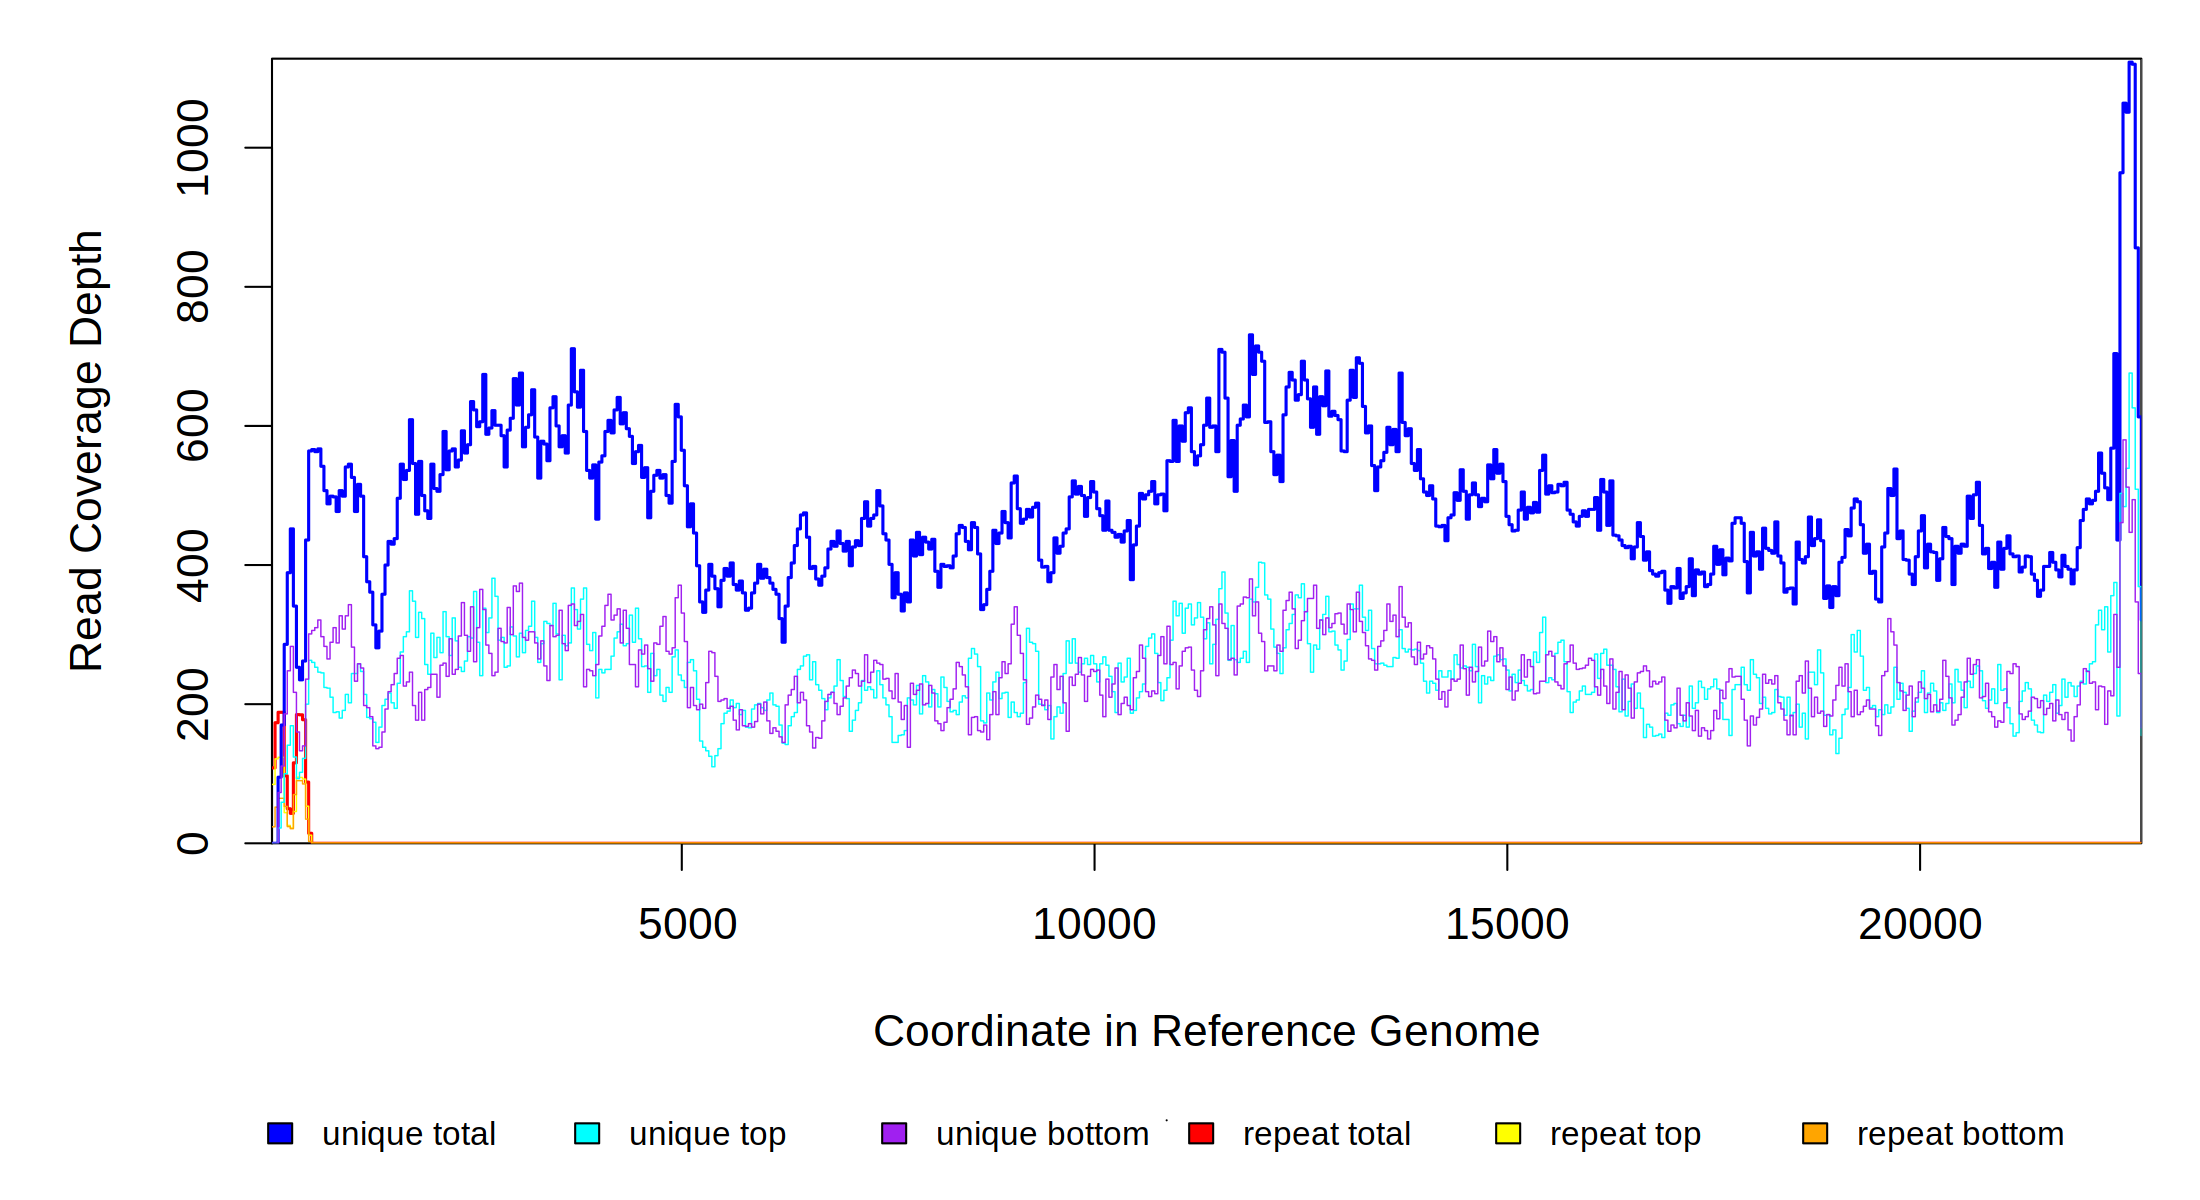 1000
800
600
400
200
0
Read Coverage Depth
5000 10000 15000 20000
Coordinate in Reference Genome
unique total unique top unique bottom repeat total repeat top repeat bottom